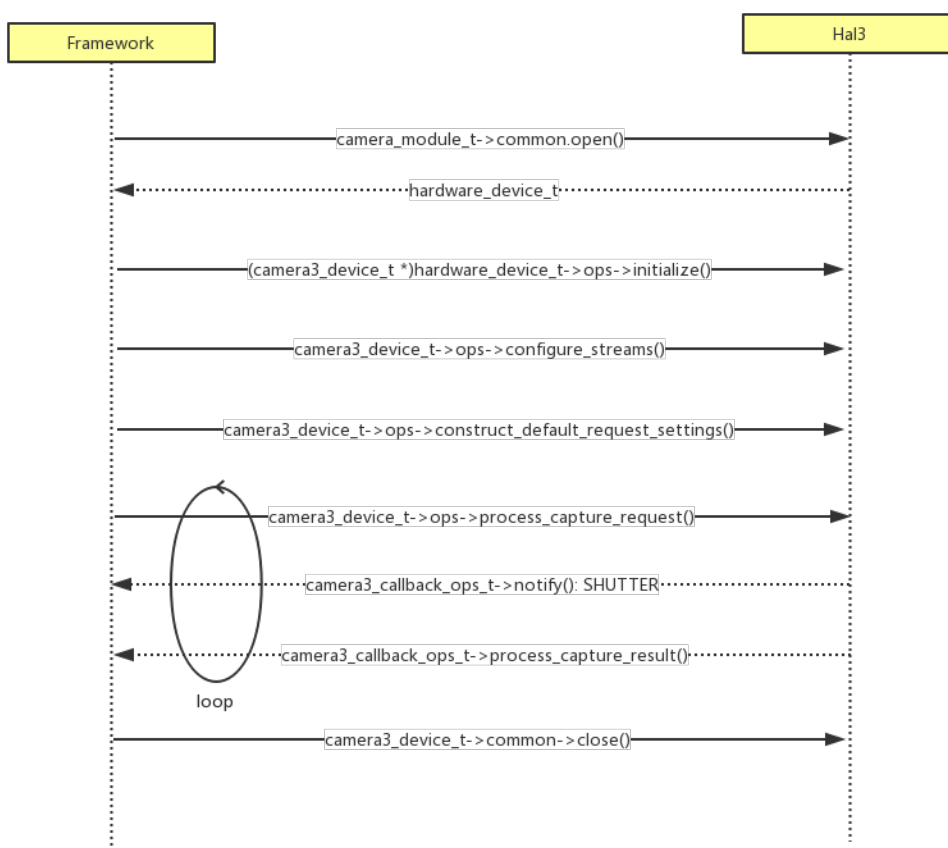 Framework
Hal3
camera_module_t->common.open()
hardware_device_t
(camera3_device_t *)hardware_device_t->ops->initialize()
camera3_device_t->ops->configure_streams()
camera3_device_t->ops->construct_default_request_settings()
camera3_device_t->ops->process_capture_request()
camera3_callback_ops_t->notify(): SHUTTER
camera3_callback_ops_t->process_capture_result()
loop
camera3_device_t->common->close()